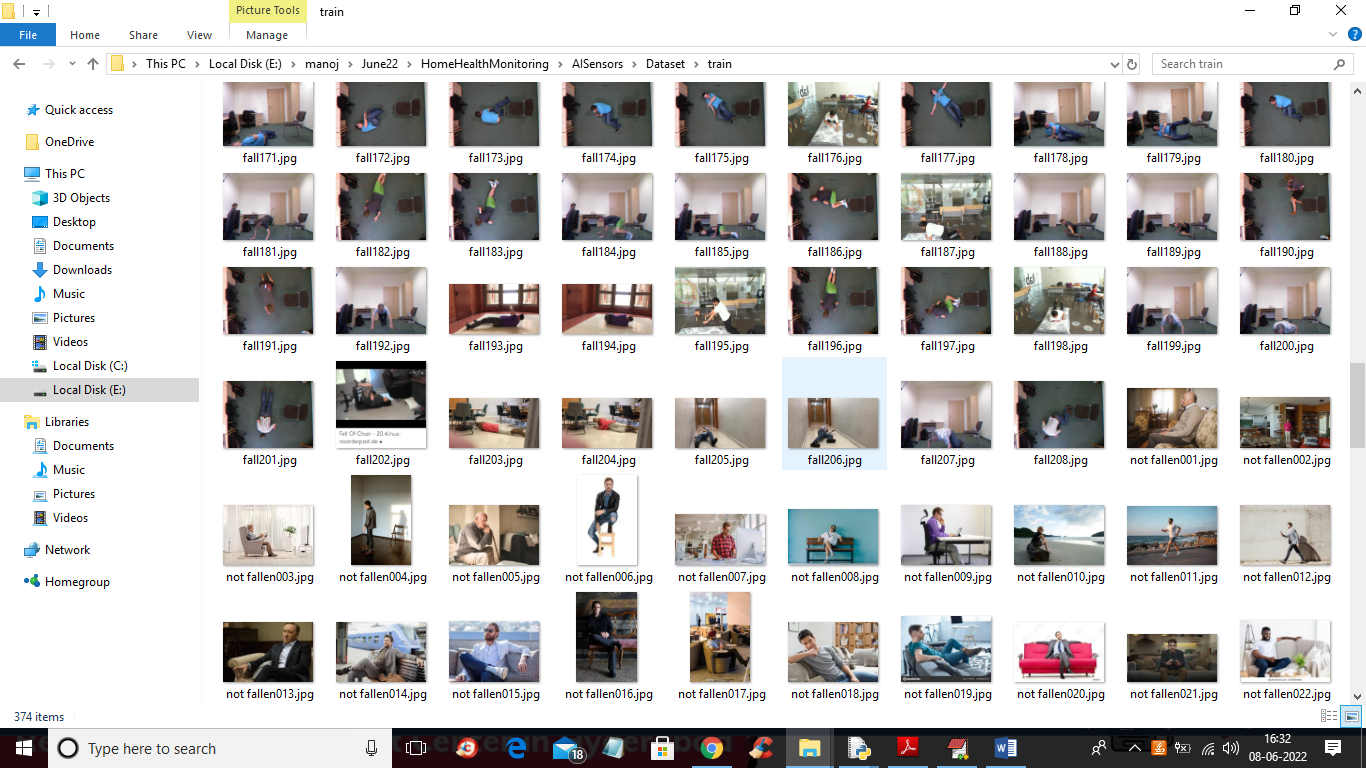 Picture Tools
train
File
Home
Share
View
Manage
This PC
Local Disk (E:)
manoj
June22
HomeHealthMonitoring
AISensors
Dataset
train
Search train
Quick access
OneDrive
This PC
3D Objects
Desktop
Documents
Downloads
Music
Pictures
Videos
Local Disk (C:)
Local Disk (E:)
Libraries
Documents
Music
Pictures
Videos
Network
Homegroup
fall171.jpg
fall172.jpg
fall173.jpg
fall174.jpg
fall175.jpg
fall176.jpg
fall177.jpg
fall178.jpg
fall179.jpg
fall180.jpg
fall181.jpg
fall182.jpg
fall183.jpg
fall184.jpg
fall185.jpg
fall186.jpg
fall187.jpg
fall188.jpg
fall189.jpg
fall190.jpg
fall191.jpg
fall192.jpg
fall193.jpg
fall194.jpg
fall195.jpg
fall196.jpg
fall197.jpg
fall198.jpg
fall199.jpg
fall200.jpg
Fall Of Chair - 20.4.hus-
noorderpad.de
fall201.jpg
fall202.jpg
fall203.jpg
fall204.jpg
fall205.jpg
fall206.jpg
fall207.jpg
fall208.jpg
not fallen001.jpg
not fallen002.jpg
not fallen003.jpg
not fallen004.jpg
not fallen005.jpg
not fallen006.jpg
not fallen007.jpg
not fallen008.jpg
not fallen009.jpg
not fallen010.jpg
not fallen011.jpg
not fallen012.jpg
not fallen013.jpg
not fallen014.jpg
not fallen015.jpg
not fallen016.jpg
not fallen017.jpg
not fallen018.jpg
not fallen019.jpg
not fallen020.jpg
not fallen021.jpg
not fallen022.jpg
374 items
Type here to search
18
16:32
08-06-2022